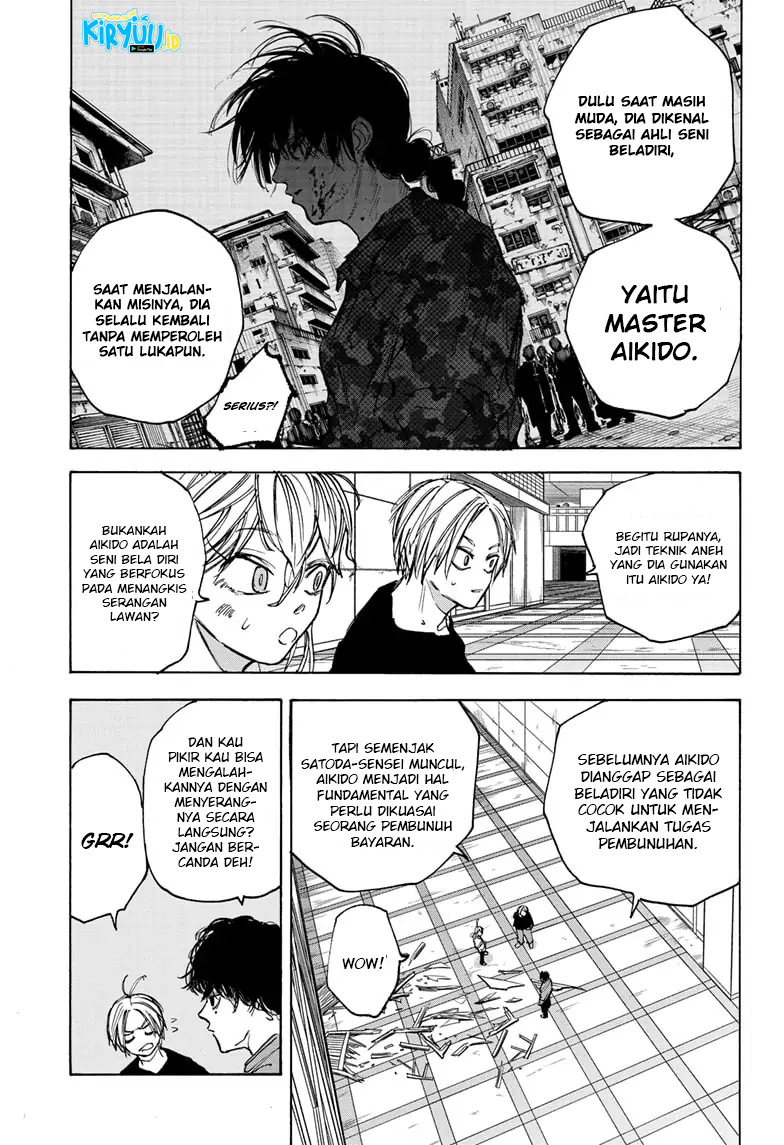 KIRYUU.ID
DULU SAAT MASIH
MUDA, DIA DIKENAL
SEBAGAI AHLI SENI
BELADIRI,
YAITU
MASTER
AIKIDO.
SAAT MENJALAN-
KAN MISINYA, DIA
SELALU KEMBALI
TANPA MEMPEROLEH
SATU LUKAPUN.
SERIUS?!
BEGITU RUPANYA,
JADI TEKNIK ANEH
YANG DIA GUNAKAN
ITU AIKIDO YA!
BUKANKAH
AIKIDO ADALAH
SENI BELA DIRI
YANG BERFOKUS
PADA MENANGKIS
SERANGAN
LAWAN?
SEBELUMNYA AIKIDO
DIANGGAP SEBAGAI
BELADIRI YANG TIDAK
COCOK UNTUK MEN-
JALANKAN TUGAS
PEMBUNUHAN.
TAPI SEMENJAK
SATODA-SENSEI MUNCUL,
AIKIDO MENJADI HAL
FUNDAMENTAL YANG
PERLU DIKUASAI
SEORANG PEMBUNUH
BAYARAN.
WOW!
DAN KAU
PIKIR KAU BISA
MENGALAH-
KANNYA DENGAN
MENYERANG-
NYA SECARA
LANGSUNG?
JANGAN BER-
CANDA DEH!
GRR!